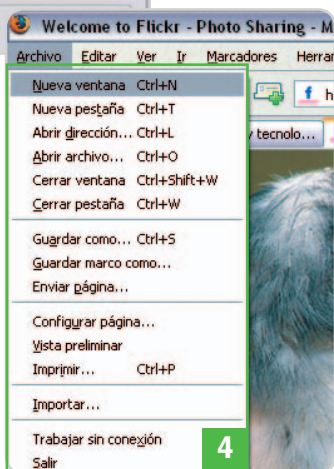 Welcome to Flickr - Photo Sharing - M
Archivo Editar Ver Ir Marcadores Herrar
Nueva ventana Ctrl+N
Nueva pestaña Ctrl+T
Abrir dirección... Ctrl+L
y tecnolo...
Abrir archivo... Ctrl+O
Cerrar ventana Ctrl+Shift+W
Cerrar pestaña Ctrl+W
Guardar como... Ctrl+S
Guardar marco como...
Enviar página...
Configurar página...
Vista preliminar
Imprimir... Ctrl+P
Importar...
Trabajar sin conexión
Salir
4